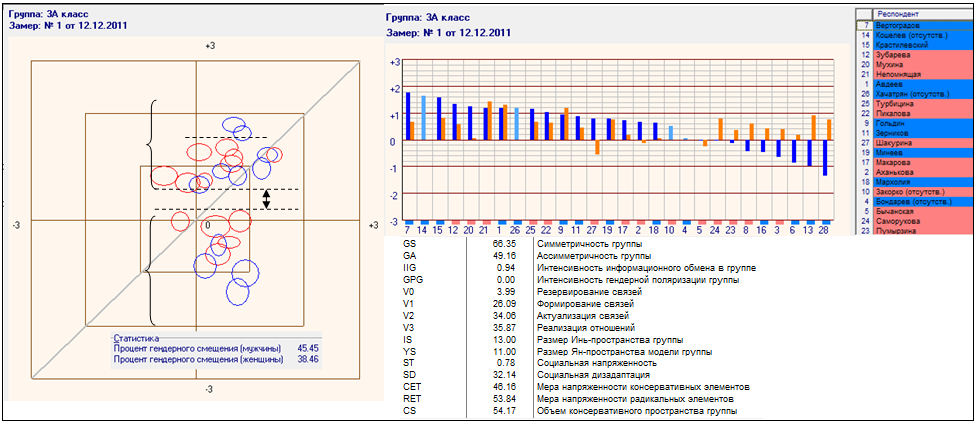 Группа: 3А класс
Замер: № 1 от 12.12.2011
+3
-3
0
+3
-3
Статистика
Процент гендерного смещения (мужчины) 45.45
Процент гендерного смещения (женщины) 38.46
Группа: 3А класс
Замер: № 1 от 12.12.2011
+3
+2
+1
0
-1
-2
-3
7 14 15 12 20 21 1 26 25 22 9 11 27 19 17 2 18 10 4 5 24 23 8 16 3 6 13 28
GS 66.35 Симметричность группы
GA 49.16 Ассимметричность группы
IIG 0.94 Интенсивность информационного обмена в группе
GPG 0.00 Интенсивность гендерной поляризации группы
V0 3.99 Резервирование связей
V1 26.09 Формирование связей
V2 34.06 Актуализация связей
V3 35.87 Реализация отношений
IS 13.00 Размер Инь-пространства группы
YS 11.00 Размер Ян-пространства модели группы
ST 0.78 Социальная напряженность
SD 32.14 Социальная дизадаптация
CET 46.16 Мера напряженности консервативных элементов
RET 53.84 Мера напряженности радикальных элементов
CS 54.17 Объем консервативного пространства группы
Респондент
7 Вертоградов
14 Кошелев (отсутств.)
15 Красилевский
12 Зубарева
20 Мухина
21 Непомнящая
1 Авдеев
26 Хачатрян (отсутств.)
25 Турбицина
22 Пикалова
9 Гольдин
11 Зерников
27 Шакурина
19 Минеев
17 Макарова
2 Аханькова
18 Мархолия
10 Закорко (отсутств.)
4 Бондарев (отсутств.)
5 Бычанская
24 Саморукова
23 Пумырзина